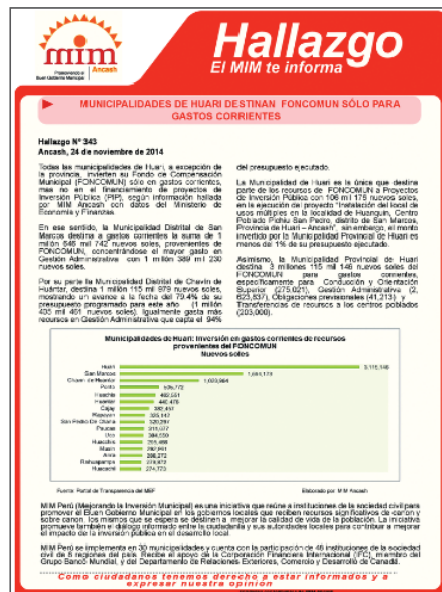 mim
Ancash
Promoviendo el
Buen Gobierno Municipal
Hallazgo
El MIM te informa
MUNICIPALIDADES DE HUARI DESTINAN FONCOMUN SÓLO PARA
GASTOS CORRIENTES
Hallazgo N° 343
Ancash, 24 de noviembre de 2014
Todas las municipalidades de Huari, a excepción de
la provincia, invierten su Fondo de Compensación
Municipal (FONCOMUN) sólo en gastos corrientes,
mas no en el financiamiento de proyectos de
Inversión Pública (PIP), según información hallada
por MIM Ancash con datos del Ministerio de
Economía y Finanzas.
En ese sentido, la Municipalidad Distrital de San
Marcos destina a gastos corrientes la suma de 1
millón 646 mil 742 nuevos soles, provenientes de
FONCOMUN, concentrándose el mayor gasto en
Gestión Administrativa con 1 millón 389 mil 230
nuevos soles.
Por su parte la Municipalidad Distrital de Chavín de
Huántar, destina 1 millón 115 mil 979 nuevos soles,
mostrando un avance a la fecha del 79.4% de su
presupuesto programado para este año (1 millón
405 mil 461 nuevos soles). Igualmente gasta más
recursos en Gestión Administrativa que capta el 94%
del presupuesto ejecutado.
La Municipalidad de Huari es la única que destina
parte de los recursos de FONCOMUN a Proyectos
de Inversión Pública con 106 mil 175 nuevos soles,
en la ejecución de proyecto "Instalación del local de
usos múltiples en la localidad de Huanquin, Centro
Poblado Pichiu San Pedro, distrito de San Marcos,
Provincia de Huari – Ancash", sin embargo, el monto
invertido por la Municipalidad Provincial de Huari es
menos del 1% de su presupuesto ejecutado.
Asimismo, la Municipalidad Provincial de Huari
destina 3 millones 115 mil 146 nuevos soles del
FONCOMUN para gastos corrientes,
específicamente para Conducción y Orientación
Superior (275,021), Gestión Administrativa (2,
623,837), Obligaciones previsionales (41,213) y
Transferencias de recursos a los centros poblados
(203,000).
Municipalidades de Huari: Inversión en gastos corrientes de recursos
provenientes del FONCOMUN
Nuevos soles
Huari 3,115,146
San Marcos
Chavín de Huantar
Ponto
Huachis
Huantar
Cajay
Rapayan
San Pedro De Chana
Paucas
Uco
Huacchis
Masin
Anra
Rahuapampa
Huacachi
Fuente: Portal de Transparencia del MEF
Elaborado por: MIM Ancash
MIM Perú (Mejorando la Inversión Municipal) es una iniciativa que reúne a instituciones de la sociedad civil para
promover el Buen Gobierno Municipal en los gobiernos locales que reciben recursos significativos de canon y
sobre canon, los mismos que se espera se destinen a mejorar la calidad de vida de la población. La iniciativa
promueve también el diálogo informado entre la ciudadanía y sus autoridades locales para contribuir a mejorar
el impacto de la inversión pública en el desarrollo local.
MIM Perú se implementa en 30 municipalidades y cuenta con la participación de 48 instituciones de la sociedad
civil de 6 regiones del país. Recibe el apoyo de la Corporación Financiera Internacional (IFC), miembro del
Grupo Banco Mundial, y del Departamento de Relaciones Exteriores, Comercio y Desarrollo de Canadá.
Como ciudadanos tenemos derecho a estar informados y a
expresar nuestra opinión